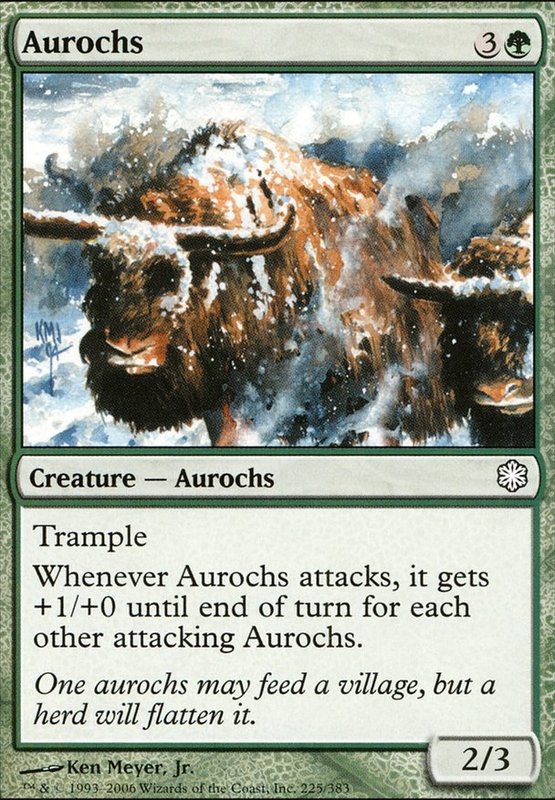 Aurochs 3
KMJ
94
Creature — Aurochs
Trample
Whenever Aurochs attacks, it gets
+1/+0 until end of turn for each
other attacking Aurochs.
One aurochs may feed a village, but a
herd will flatten it.
Ken Meyer, Jr.
2/3
™ & © 1993–2006 Wizards of the Coast, Inc. 225/383